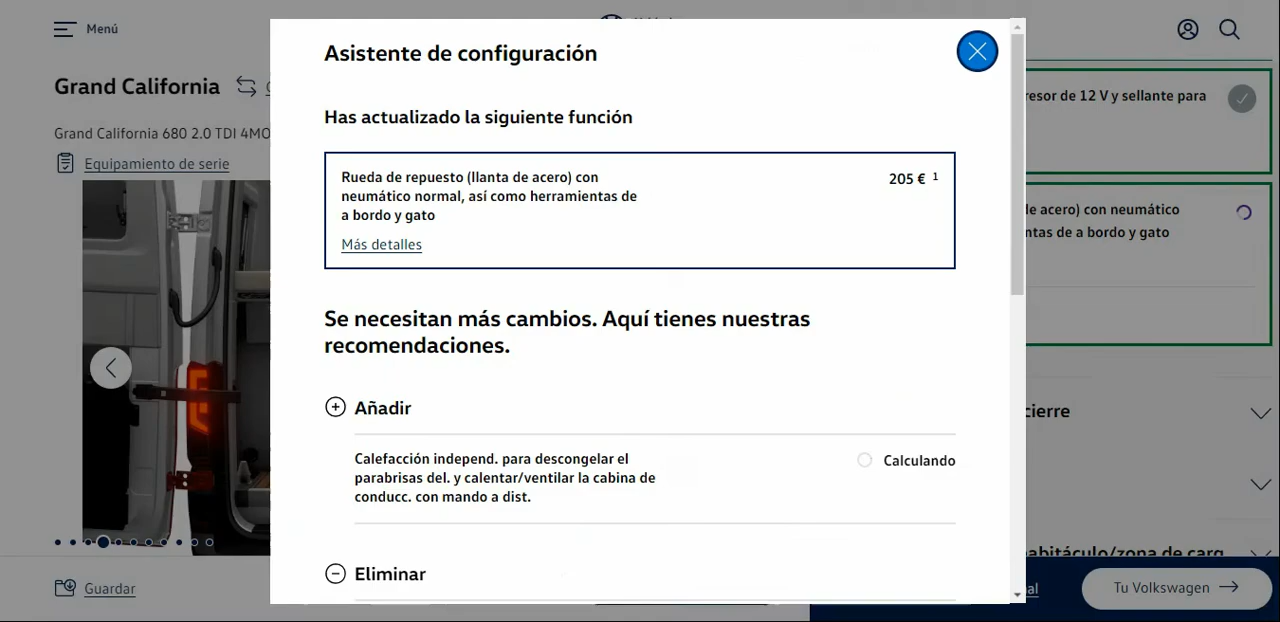 Menú
Asistente de configuración
Grand California
Has actualizado la siguiente función
resor de 12 V y sellante para
Grand California 680 2.0 TDI 4MO
Equipamiento de serie
Rueda de repuesto (llanta de acero) con
neumático normal, así como herramientas de
a bordo y gato
205 € 1
Más detalles
de acero) con neumático
ntas de a bordo y gato
Se necesitan más cambios. Aquí tienes nuestras
recomendaciones.
Añadir
cierre
Calefacción independ. para descongelar el
parabrisas del. y calentar/ventilar la cabina de
conducc. con mando a dist.
Calculando
abitáculo/zona de carg
Eliminar
Guardar
al
Tu Volkswagen